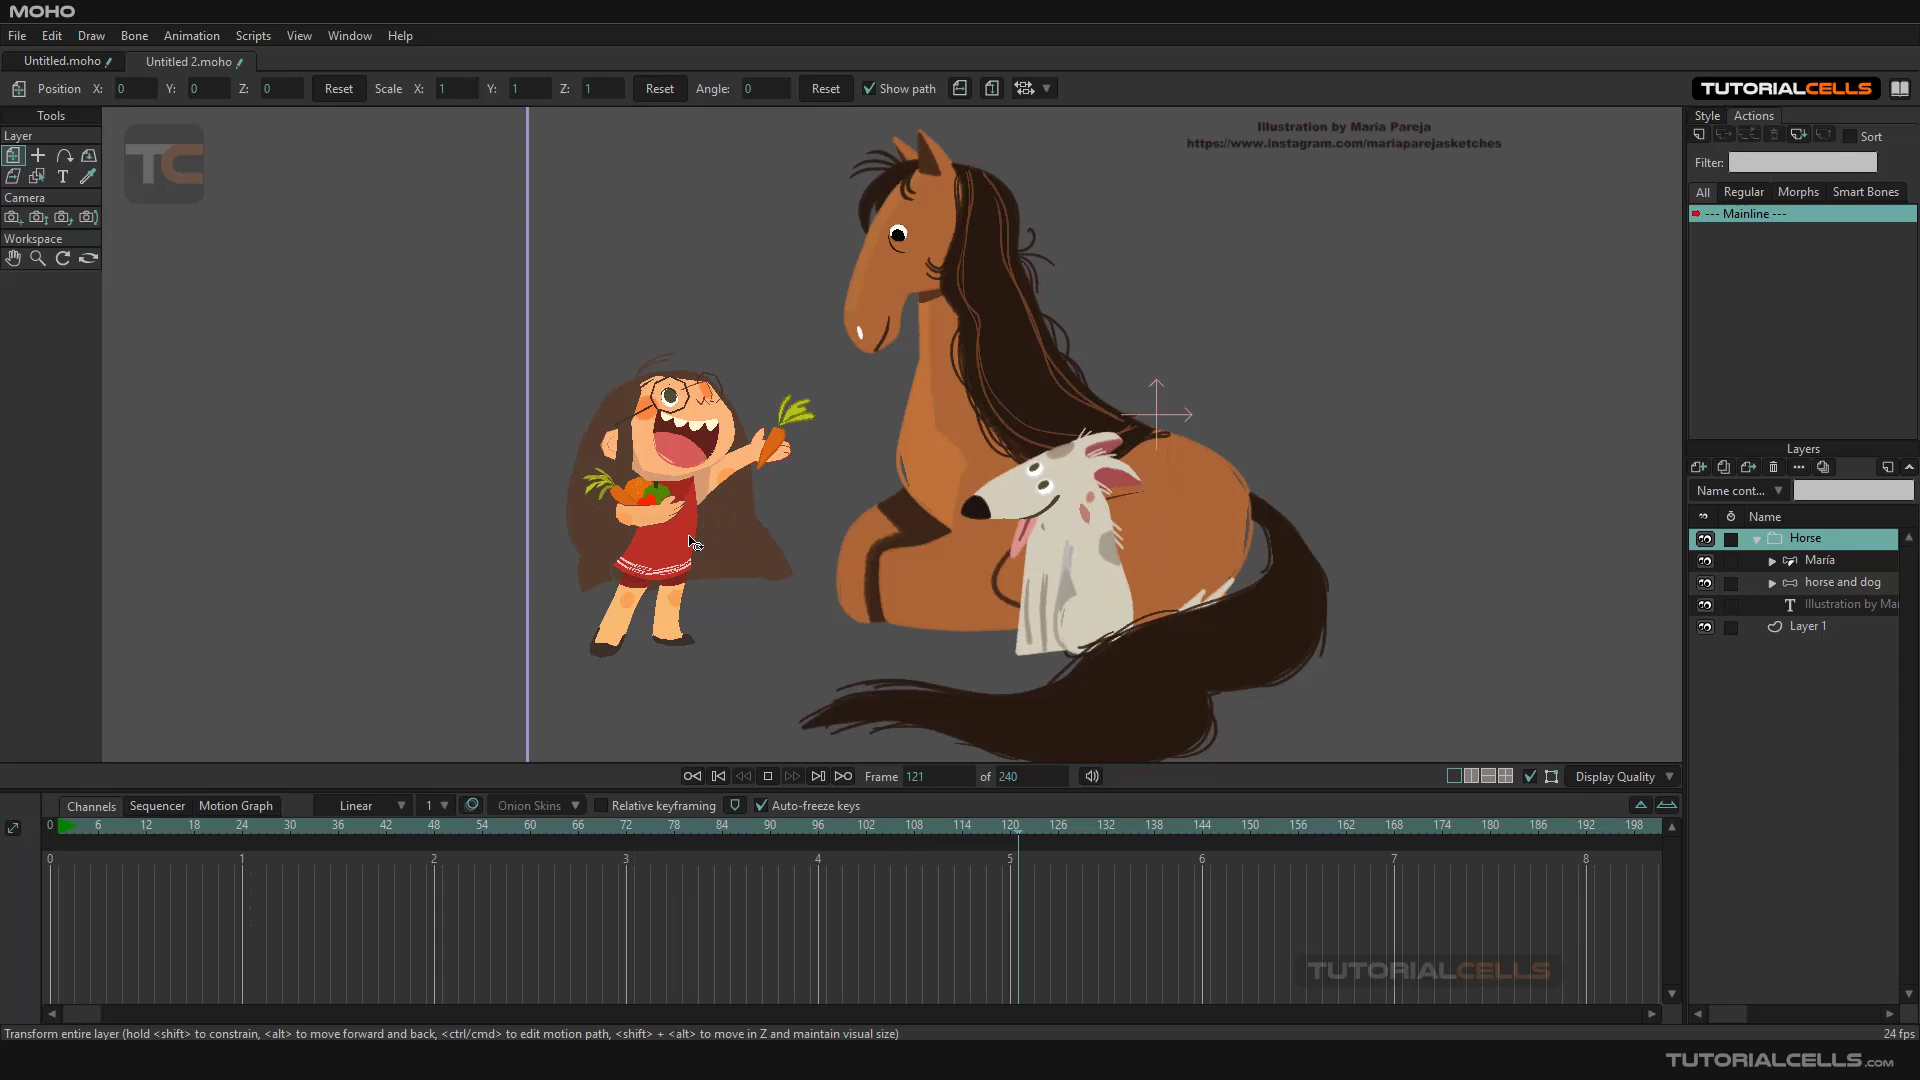 MOHO
File Edit Draw Bone Animation Scripts View Window Help
Untitled.moho Untitled 2.moho
Position X: 0 Y: 0 Z: 0 Reset Scale X: 1 Y: 1 Z: 1 Reset Angle: 0 Reset Show path
TUTORIALCELLS
Tools
Layer
T
Camera
Workspace
TC
Illustration by María Pareja
https://www.instagram.com/mariaparejasketches
Style Actions
Sort
Filter:
All Regular Morphs Smart Bones
--- Mainline ---
Layers
Name cont...
Name
Horse
María
horse and dog
T Illustration by Mar
Layer 1
Frame 121 of 240
Display Quality
Channels Sequencer Motion Graph Linear 1 Onion Skins Relative keyframing Auto-freeze keys
0 6 12 18 24 30 36 42 48 54 60 66 72 78 84 90 96 102 108 114 120 126 132 138 144 150 156 162 168 174 180 186 192 198
0 1 2 3 4 5 6 7 8
TUTORIALCELLS
Transform entire layer (hold <shift> to constrain, <alt> to move forward and back, <ctrl/cmd> to edit motion path, <shift> + <alt> to move in Z and maintain visual size)
24 fps
TUTORIALCELLS.COM